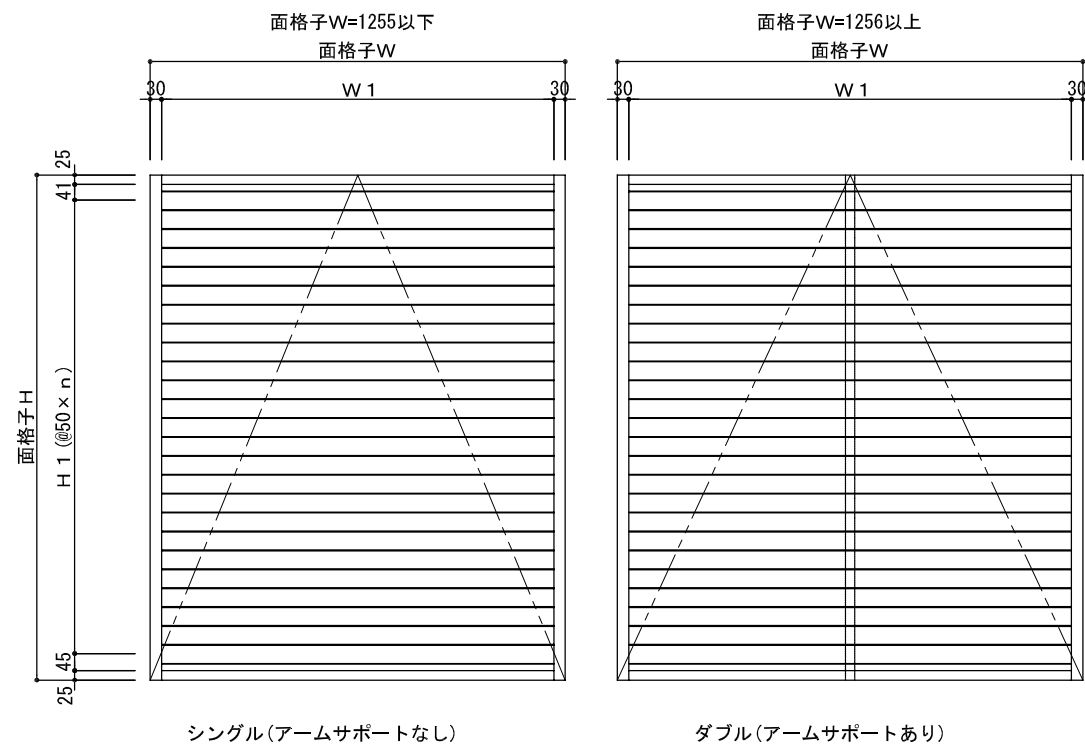 面格子W=1255以下
面格子W
30
W1
30
面格子W=1256以上
面格子W
30
W1
30
25
41
面格子H
H1(@50×n)
45
25
シングル(アームサポートなし)
ダブル(アームサポートあり)